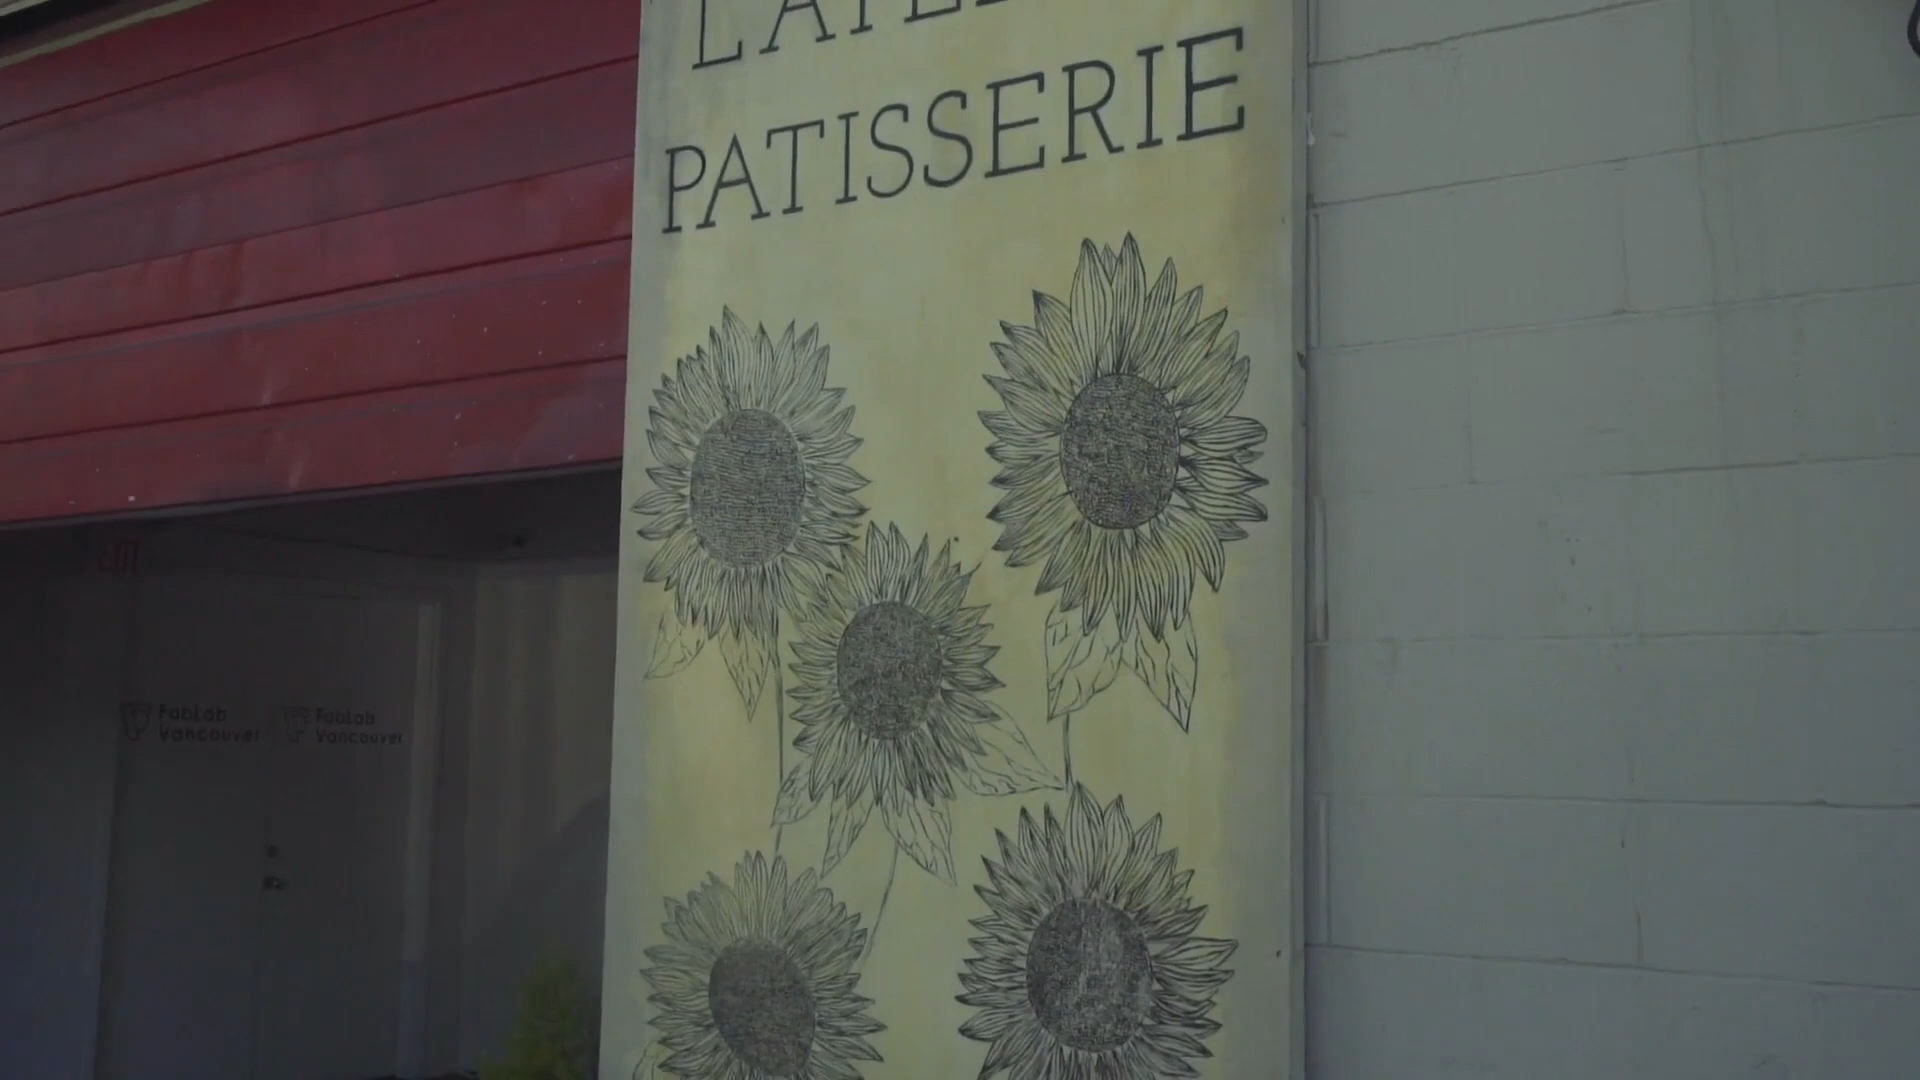 PATISSERIE
FabLab
Vancouver
FabLab
Vancouver